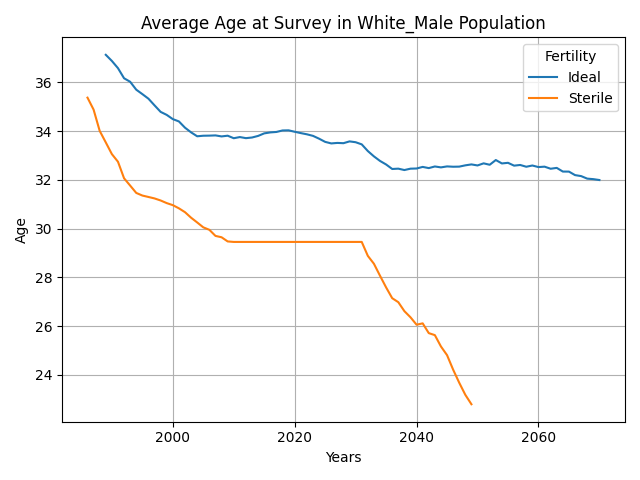 Average Age at Survey in White_Male Population
Fertility
Ideal
Sterile
Age
36
34
32
30
28
26
24
2000
2020
2040
2060
Years